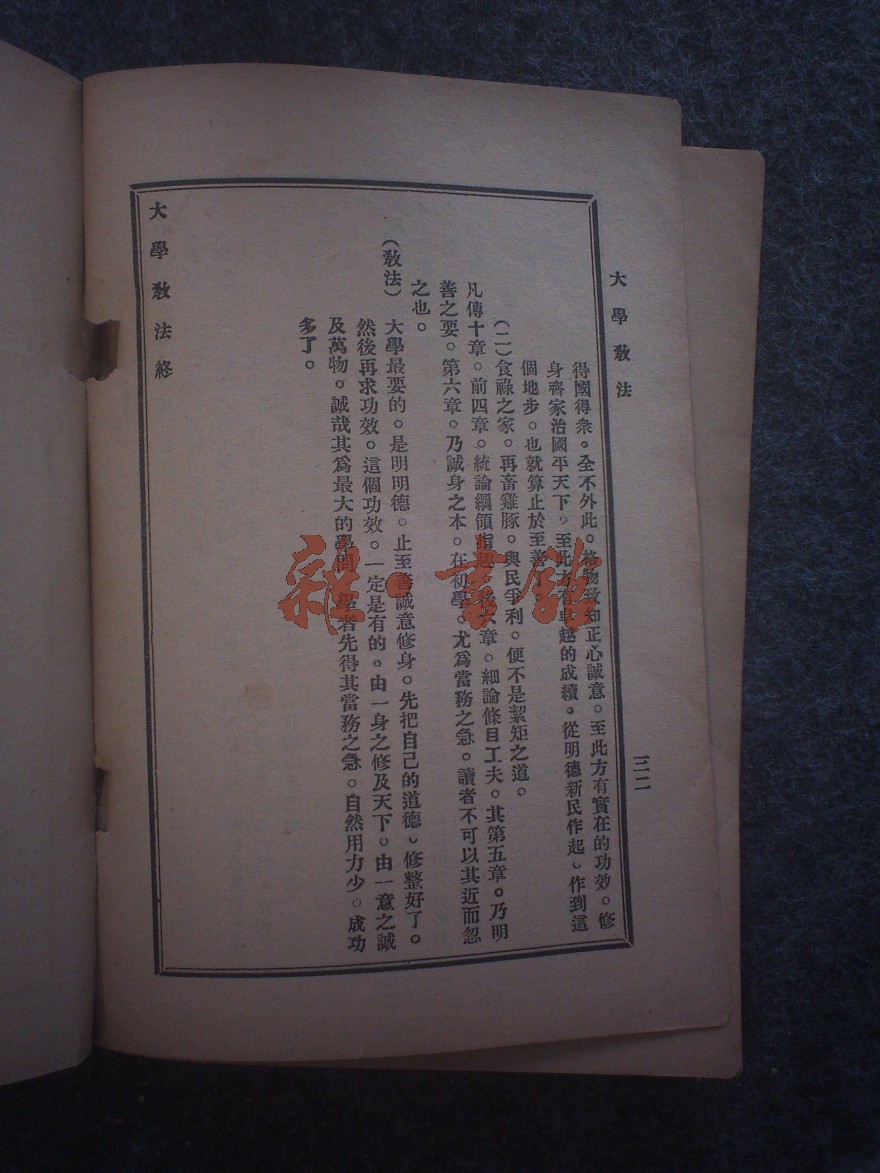 大學敎法
三二
得國得衆。全不外此。格物致知正心誠意。至此方有實在的功效。修
身齊家治國平天下。至此方有卓越的成績。從明德新民作起。作到這
個地步。也就算止於至善了。
(二)食祿之家。再畜雞豚。與民爭利。便不是絜矩之道。
凡傳十章。前四章。統論綱領指趣。後六章。細論條目工夫。其第五章。乃明
善之要。第六章。乃誠身之本。在初學。尤爲當務之急。讀者不可以其近而忽
之也。
(敎法) 大學最要的。是明明德。止至善誠意修身。先把自己的道德。修整好了。
然後再求功效。這個功效。一定是有的。由一身之修及天下。由一意之誠
及萬物。誠哉其爲最大的學問。學者先得其當務之急。自然用力少。成功
多了。
大學敎法終
雜·書館